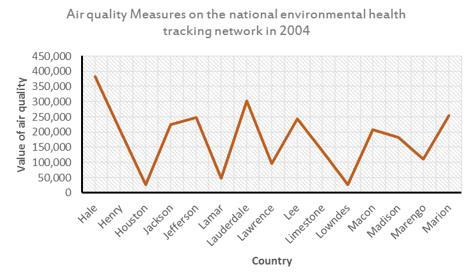 Air quality Measures on the national environmental health
tracking network in 2004
Value of air quality
450,000
400,000
350,000
300,000
250,000
200,000
150,000
100,000
50,000
0
Hale
Henry
Houston
Jackson
Jefferson
Lamar
Lauderdale
Lawrence
Lee
Limestone
Lowndes
Macon
Madison
Marengo
Marion
Country